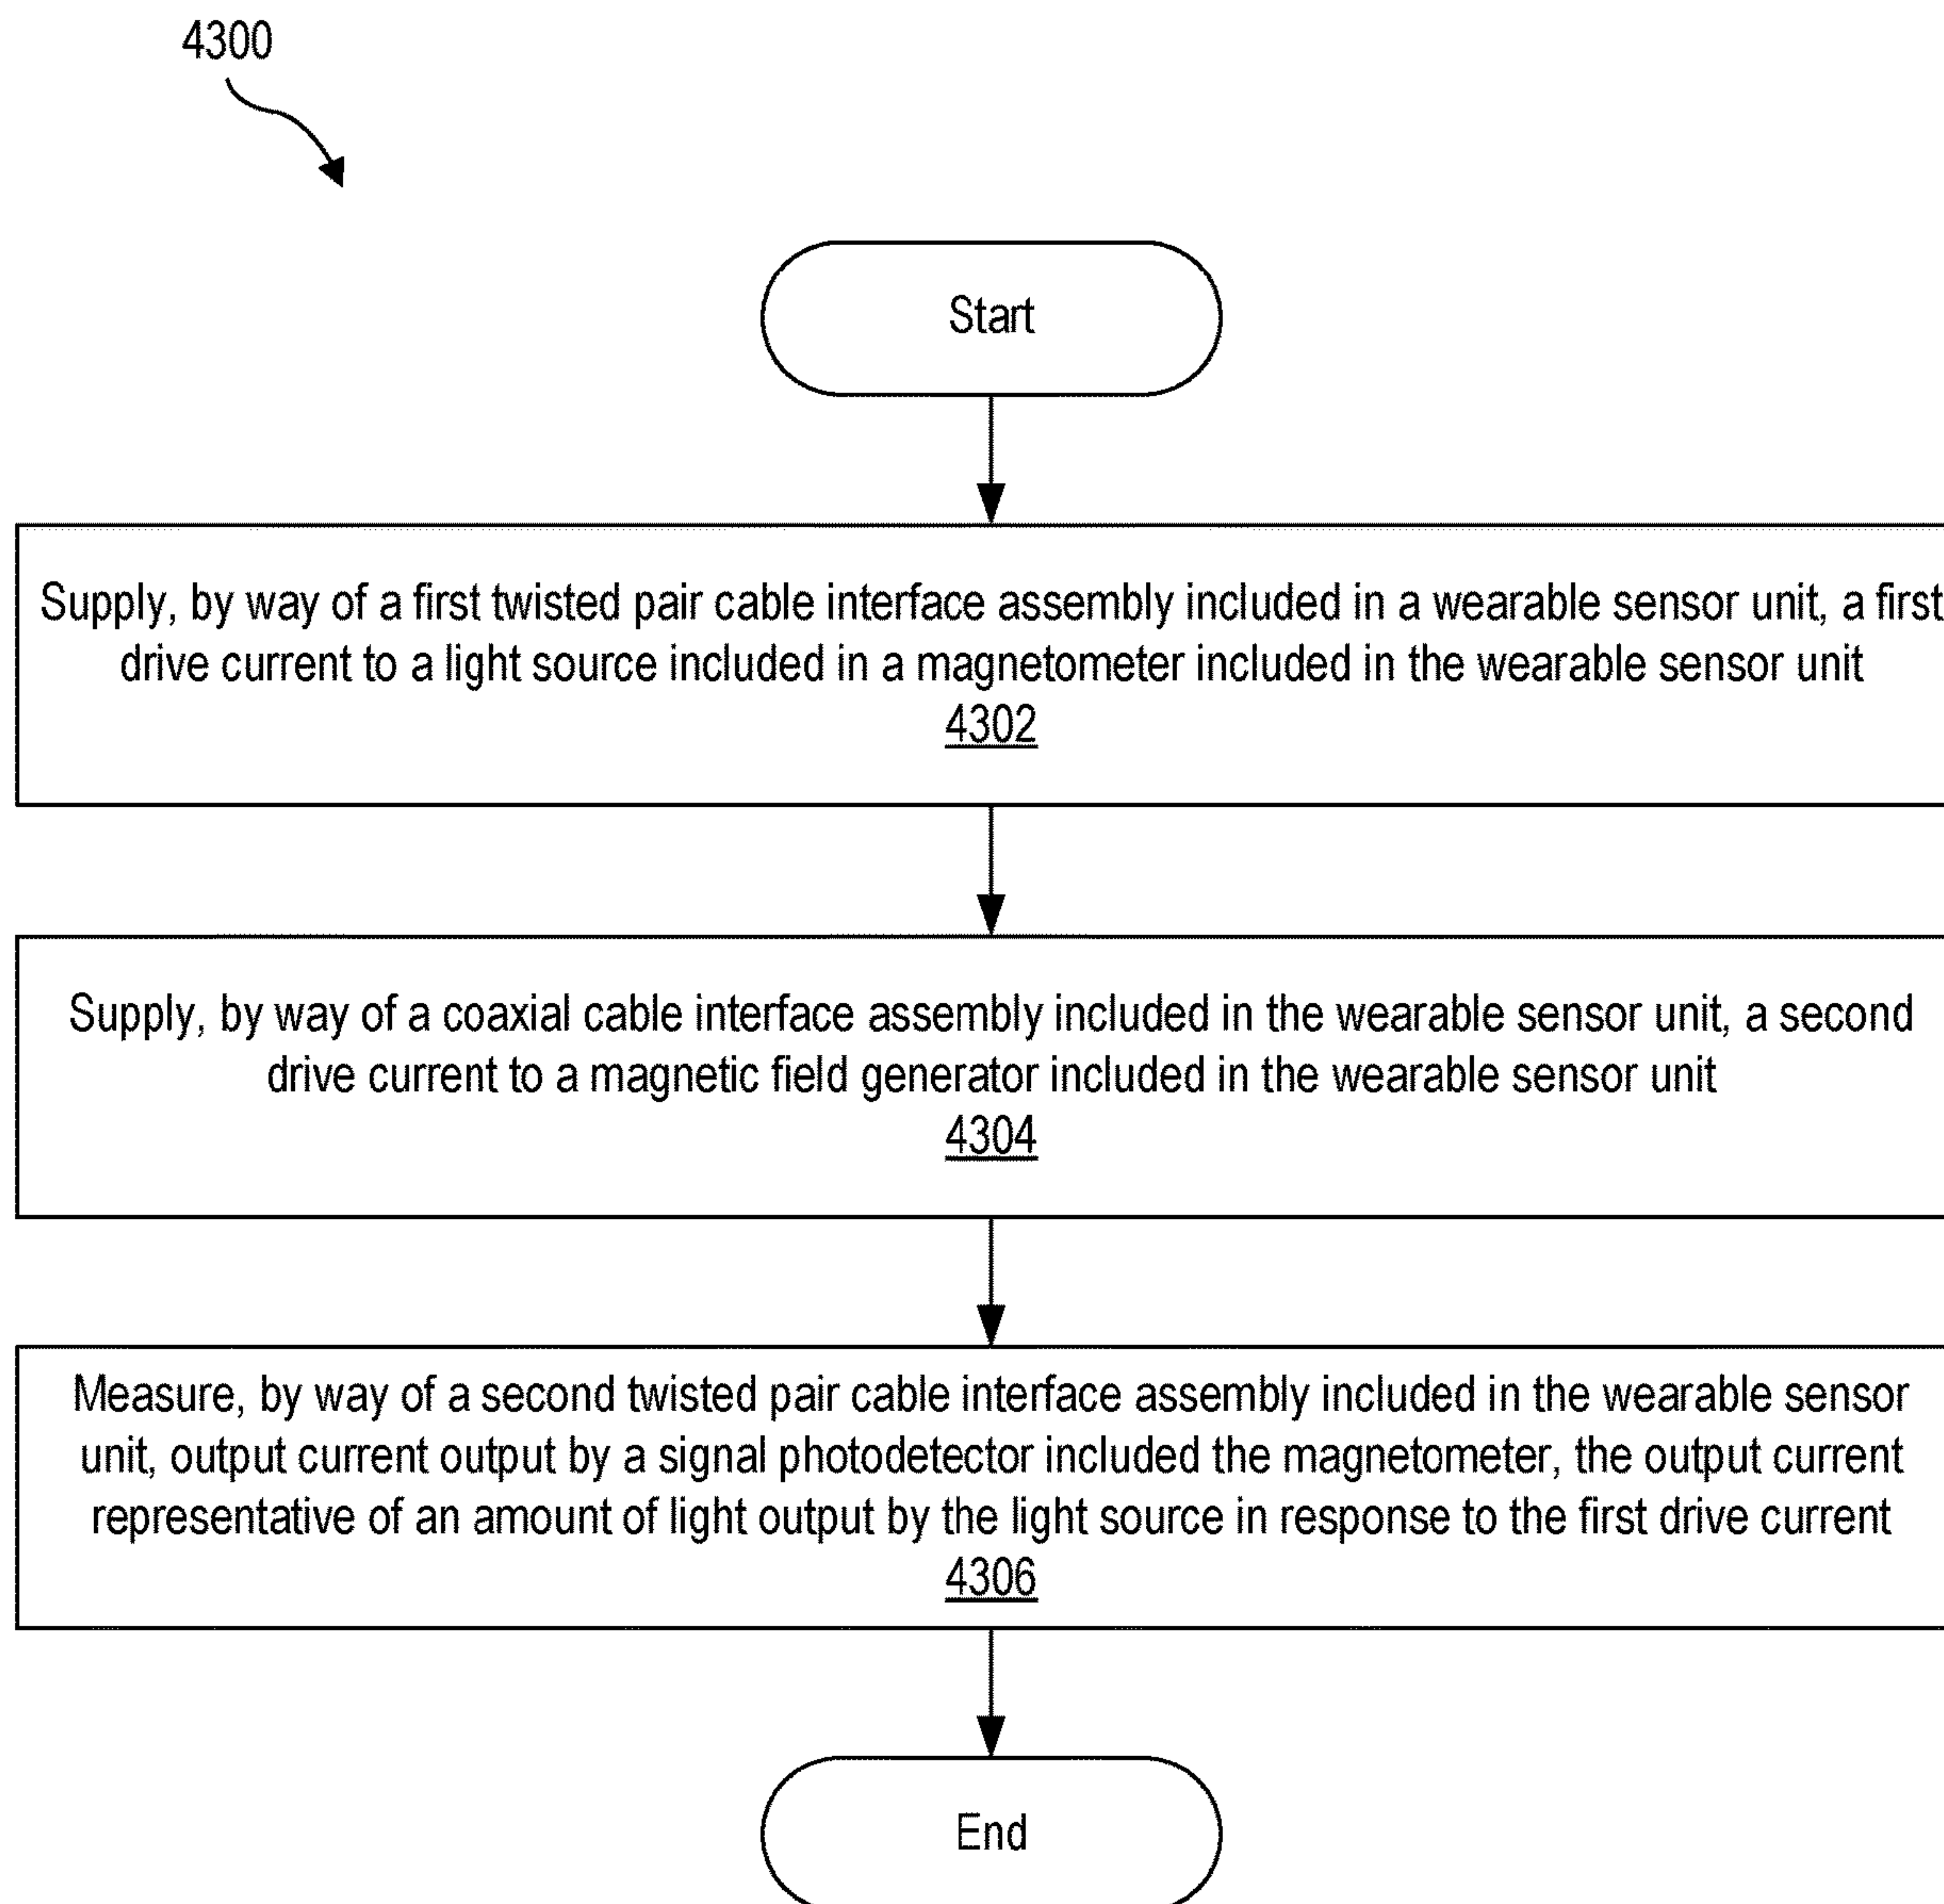 4300
Start
Supply, by way of a first twisted pair cable interface assembly included in a wearable sensor unit, a first
drive current to a light source included in a magnetometer included in the wearable sensor unit
4302
Supply, by way of a coaxial cable interface assembly included in the wearable sensor unit, a second
drive current to a magnetic field generator included in the wearable sensor unit
4304
Measure, by way of a second twisted pair cable interface assembly included in the wearable sensor
unit, output current output by a signal photodetector included the magnetometer, the output current
representative of an amount of light output by the light source in response to the first drive current
4306
End